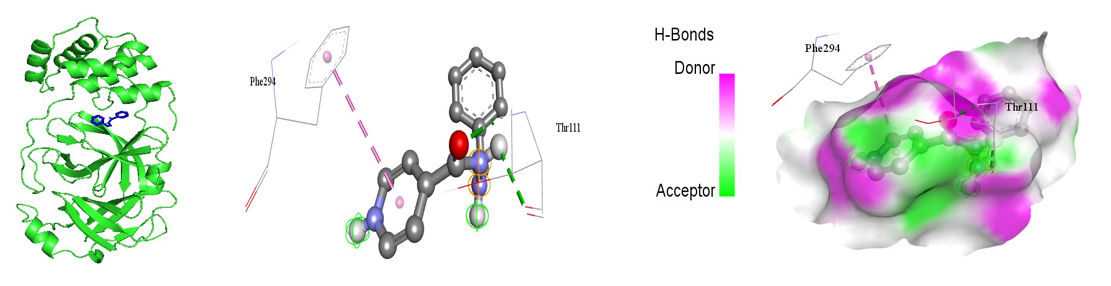 Phe294
Thr111
H-Bonds
Donor
Acceptor
Phe294
Thr111